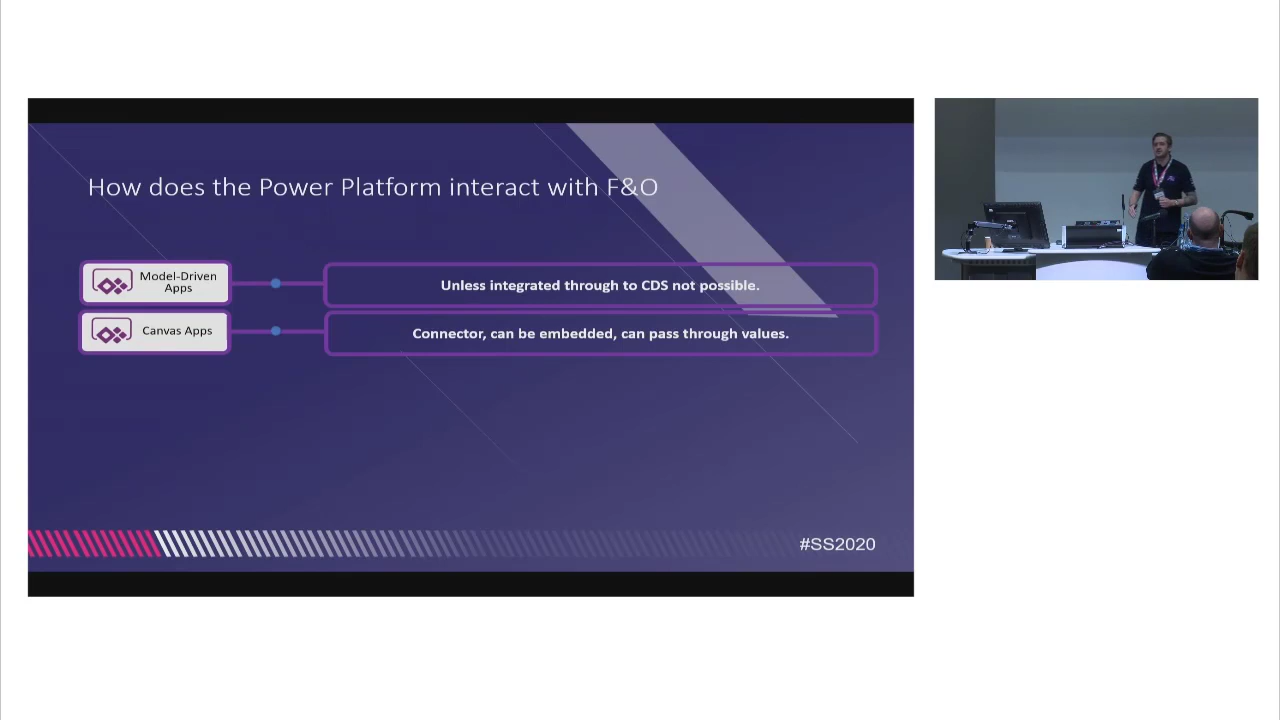 How does the Power Platform interact with F&O
Model-Driven
Apps
Unless integrated through to CDS not possible.
Canvas Apps
Connector, can be embedded, can pass through values.
#SS2020